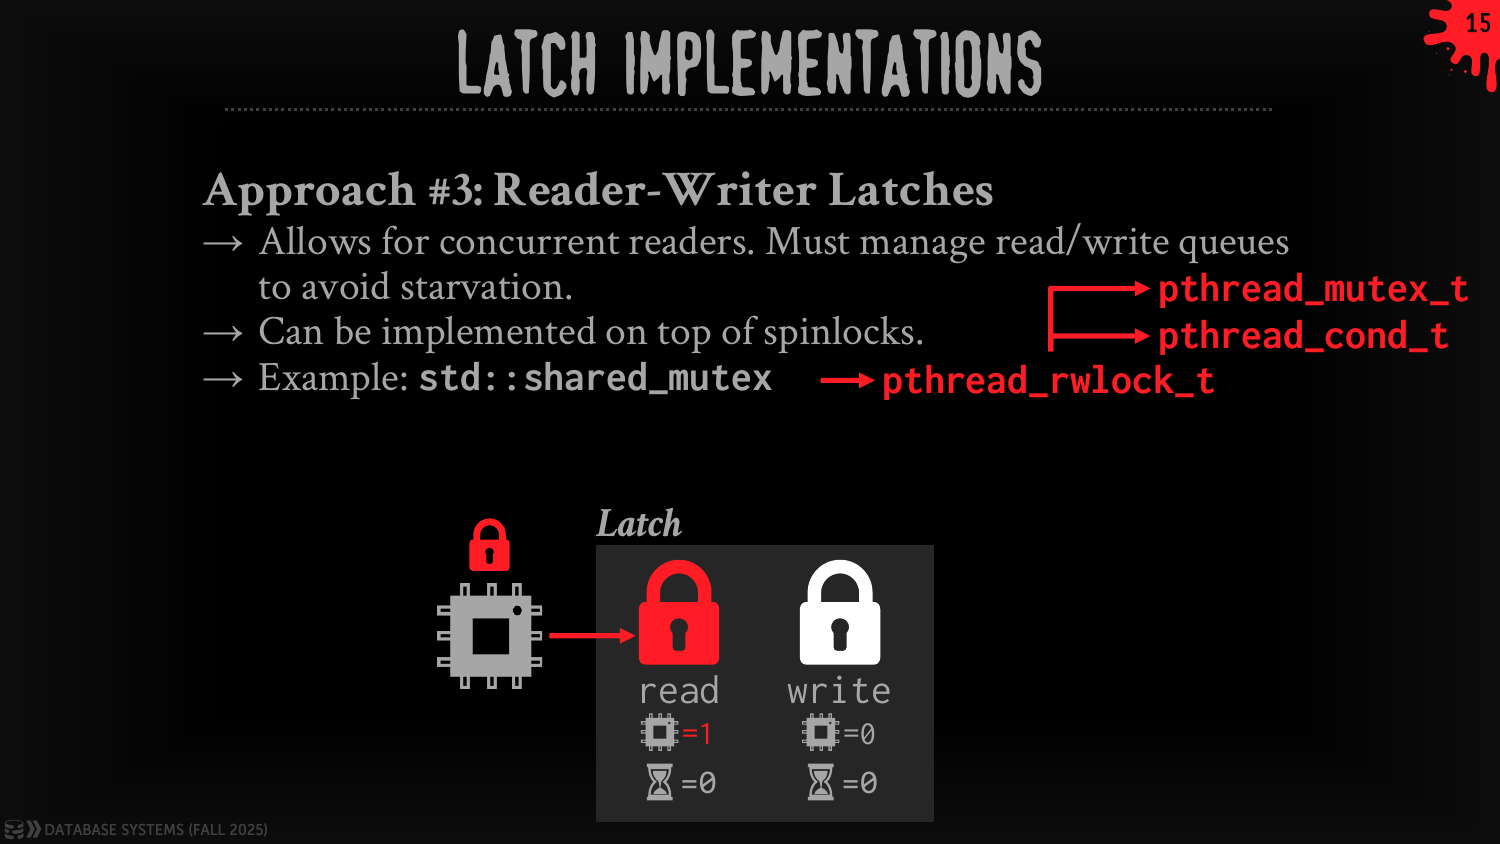 LATCH IMPLEMENTATIONS
15
Approach #3: Reader-Writer Latches
→ Allows for concurrent readers. Must manage read/write queues
to avoid starvation.
→ Can be implemented on top of spinlocks.
→ Example: std::shared_mutex
pthread_mutex_t
pthread_cond_t
pthread_rwlock_t
Latch
read write
=1 =0
=0 =0
DATABASE SYSTEMS (FALL 2025)